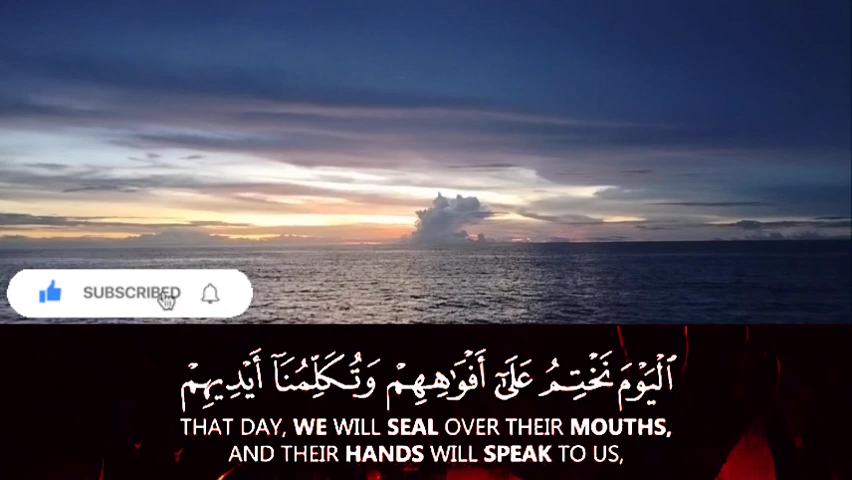 SUBSCRIBED
ٱلْيَوْمَ نَخْتِمُ عَلَىٰٓ أَفْوَٰهِهِمْ وَتُكَلِّمُنَآ أَيْدِيهِمْ
THAT DAY, WE WILL SEAL OVER THEIR MOUTHS,
AND THEIR HANDS WILL SPEAK TO US,